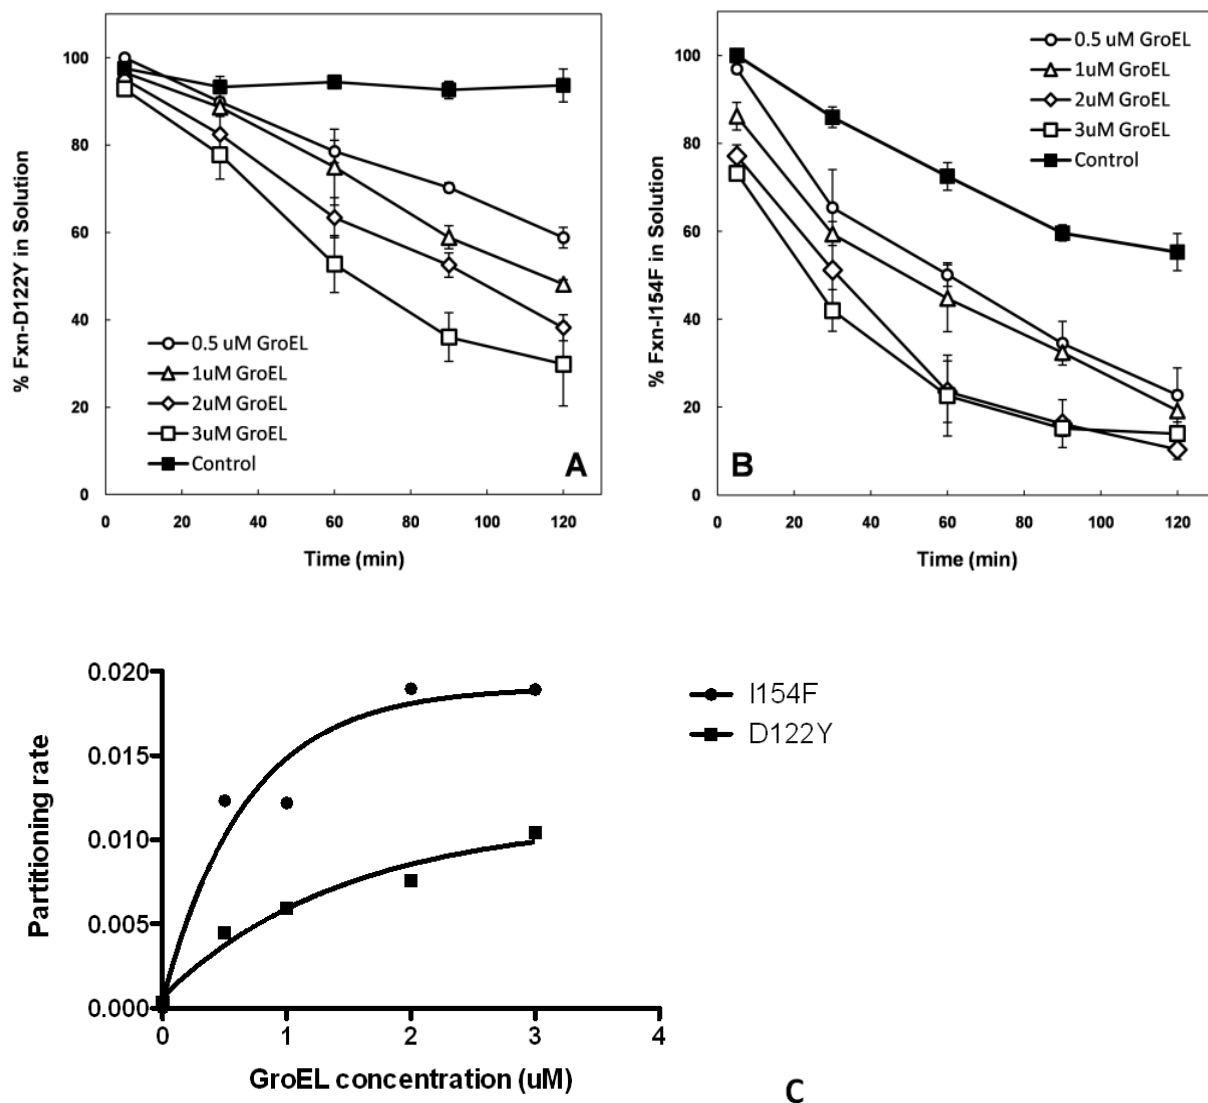 % Fxn-D122Y in Solution
100
80
60
40
20
0
0 20 40 60 80 100 120
Time (min)
0.5 uM GroEL
1uM GroEL
2uM GroEL
3uM GroEL
Control
A
% Fxn-I154F in Solution
100
80
60
40
20
0
0 20 40 60 80 100 120
Time (min)
0.5 uM GroEL
1uM GroEL
2uM GroEL
3uM GroEL
Control
B
Partitioning rate
0.020
0.015
0.010
0.005
0.000
0 1 2 3 4
GroEL concentration (uM)
I154F
D122Y
C